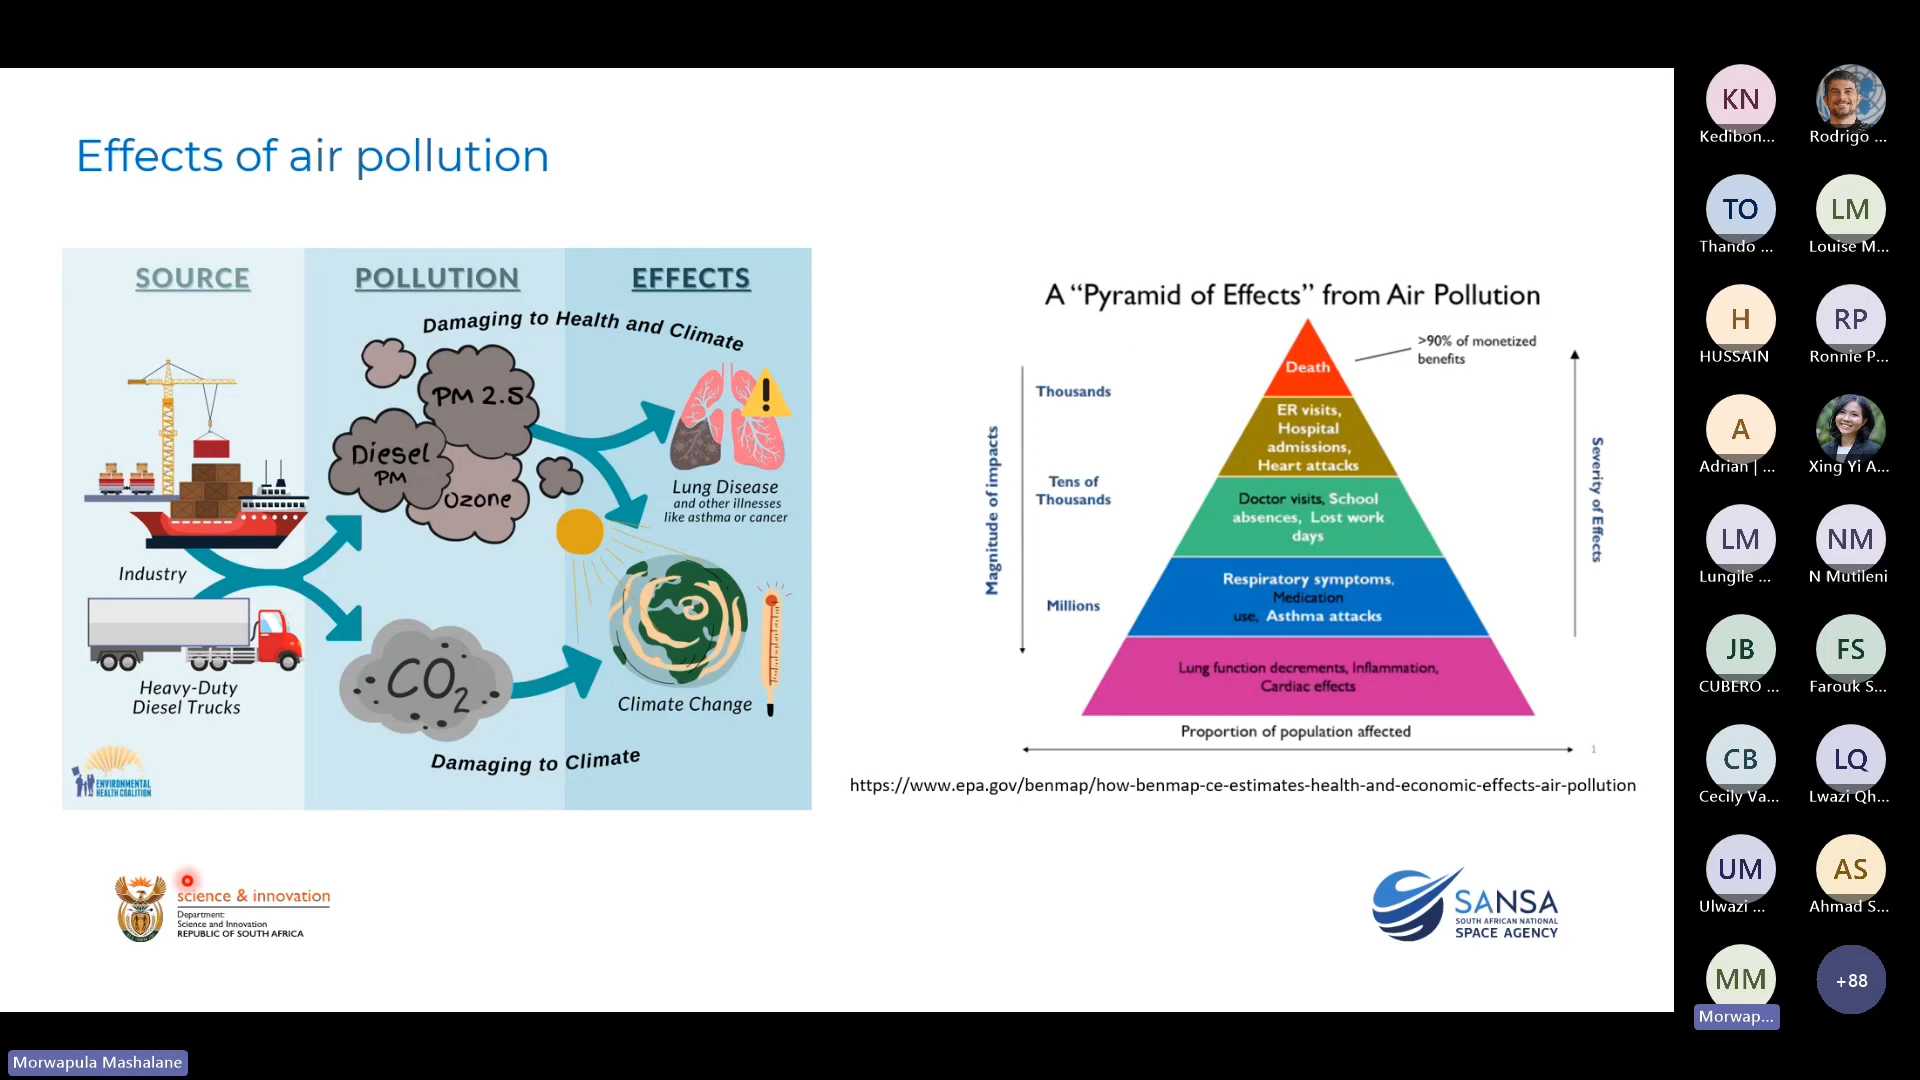 Effects of air pollution
SOURCE
POLLUTION
EFFECTS
Damaging to Health and Climate
PM 2.5
Diesel
PM
Ozone
Lung Disease
and other illnesses
like asthma or cancer
Industry
Heavy-Duty
Diesel Trucks
CO2
Climate Change
Damaging to Climate
ENVIRONMENTAL
HEALTH COALITION
A “Pyramid of Effects” from Air Pollution
>90% of monetized
benefits
Magnitude of impacts
Thousands
Tens of
Thousands
Millions
Death
ER visits,
Hospital
admissions,
Heart attacks
Doctor visits, School
absences, Lost work
days
Respiratory symptoms,
Medication
use, Asthma attacks
Lung function decrements, Inflammation,
Cardiac effects
Severity of Effects
Proportion of population affected
1
https://www.epa.gov/benmap/how-benmap-ce-estimates-health-and-economic-effects-air-pollution
science & innovation
Department:
Science and Innovation
REPUBLIC OF SOUTH AFRICA
SANSA
SOUTH AFRICAN NATIONAL
SPACE AGENCY
KN
Kedibon...
Rodrigo ...
TO
Thando ...
LM
Louise M...
H
HUSSAIN
RP
Ronnie P...
A
Adrian | ...
Xing Yi A...
LM
Lungile ...
NM
N Mutileni
JB
CUBERO ...
FS
Farouk S...
CB
Cecily Va...
LQ
Lwazi Qh...
UM
Ulwazi ...
AS
Ahmad S...
MM
Morwap...
+88
Morwapula Mashalane